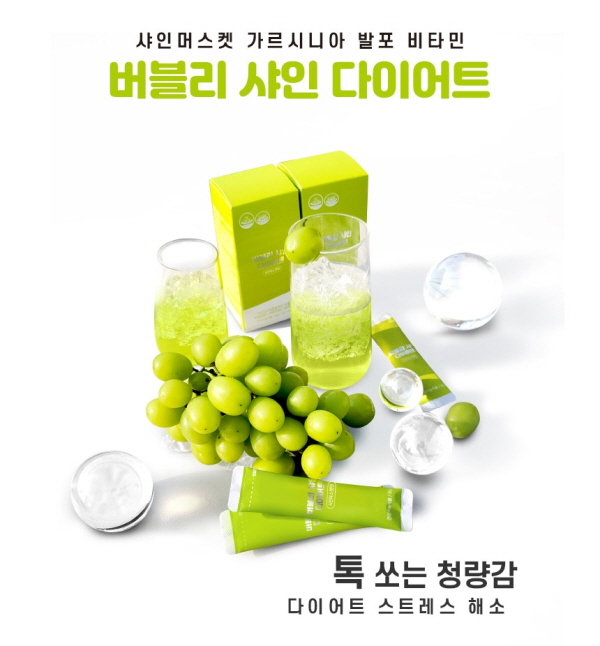 샤인머스켓 가르시니아 발포 비타민
버블리 샤인 다이어트
톡 쏘는 청량감
다이어트 스트레스 해소